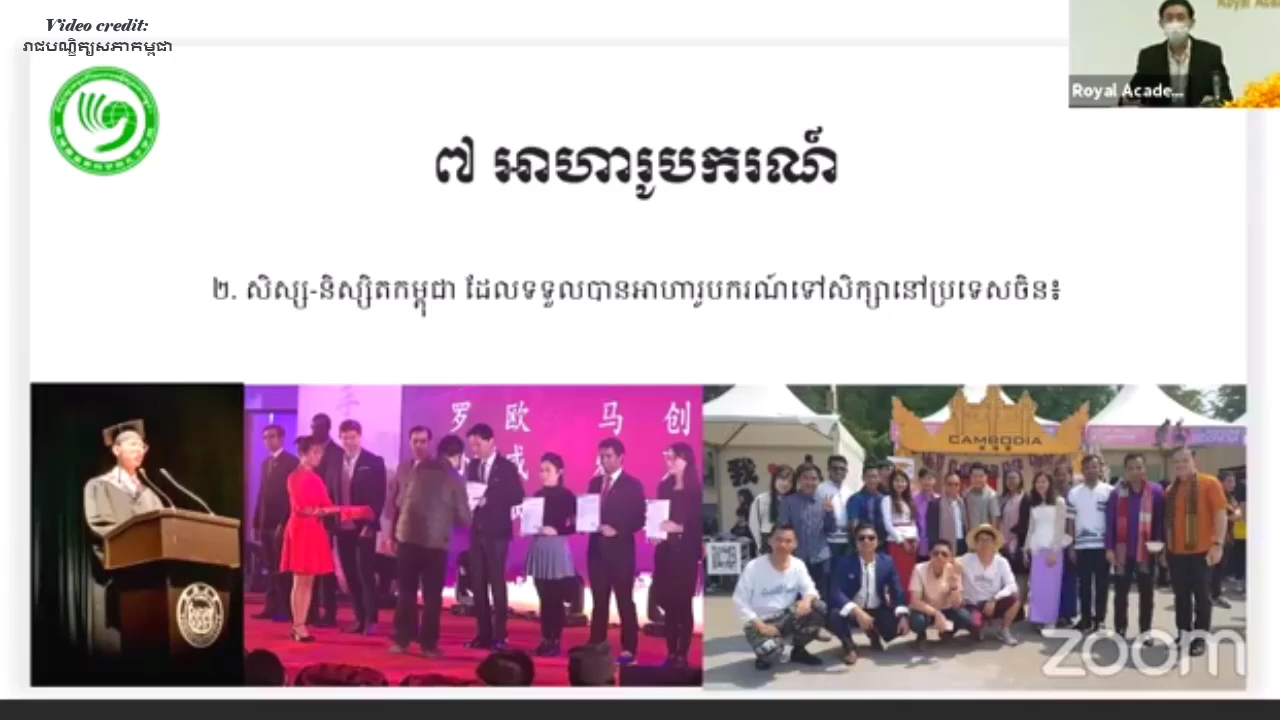 Video credit:
រាជបណ្ឌិត្យសភាកម្ពុជា
Royal Acade...
៧ អាហារូបករណ៍
២. សិស្ស-និស្សិតកម្ពុជា ដែលទទួលបានអាហារូបករណ៍ទៅសិក្សានៅប្រទេសចិន៖
罗 欧 马 创
CAMBODIA
我
zoom